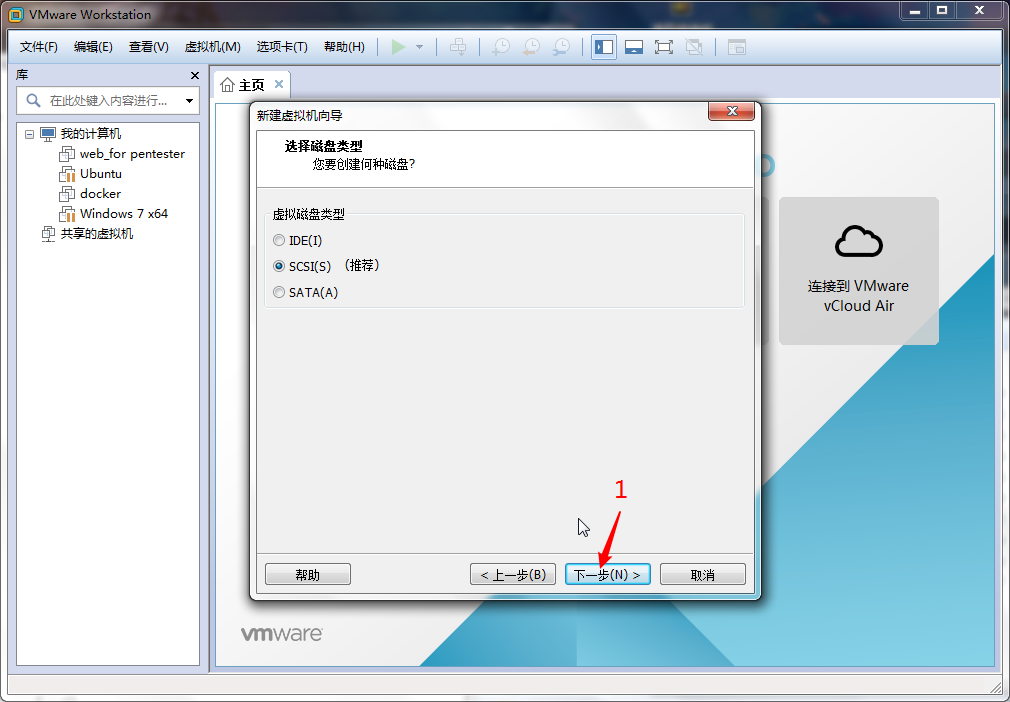 VMware Workstation
文件(F) 编辑(E) 查看(V) 虚拟机(M) 选项卡(T) 帮助(H)
库
在此处键入内容进行...
我的计算机
web_for pentester
Ubuntu
docker
Windows 7 x64
共享的虚拟机
主页
新建虚拟机向导
选择磁盘类型
您要创建何种磁盘?
虚拟磁盘类型
IDE(I)
SCSI(S) (推荐)
SATA(A)
1
帮助 < 上一步(B) 下一步(N) > 取消
连接到 VMware
vCloud Air
vmware